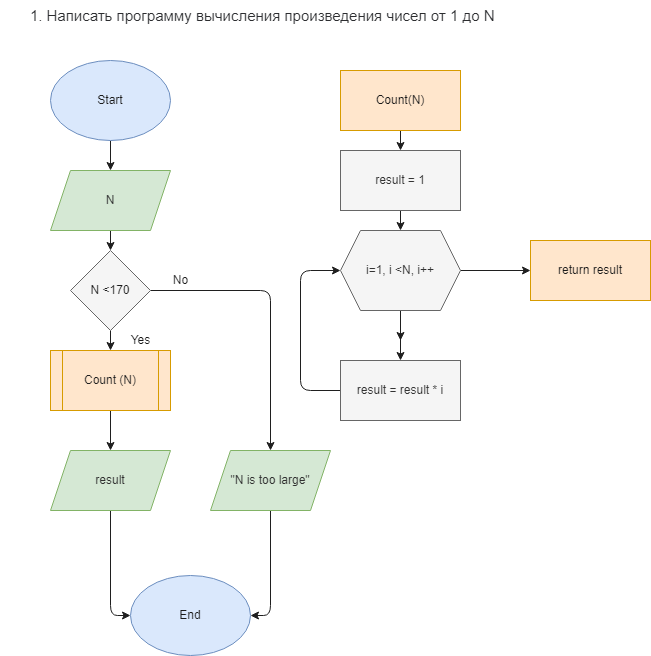 1. Написать программу вычисления произведения чисел от 1 до N
Start
N
N <170
No
Yes
Count (N)
result
"N is too large"
End
Count(N)
result = 1
i=1, i <N, i++
return result
result = result * i